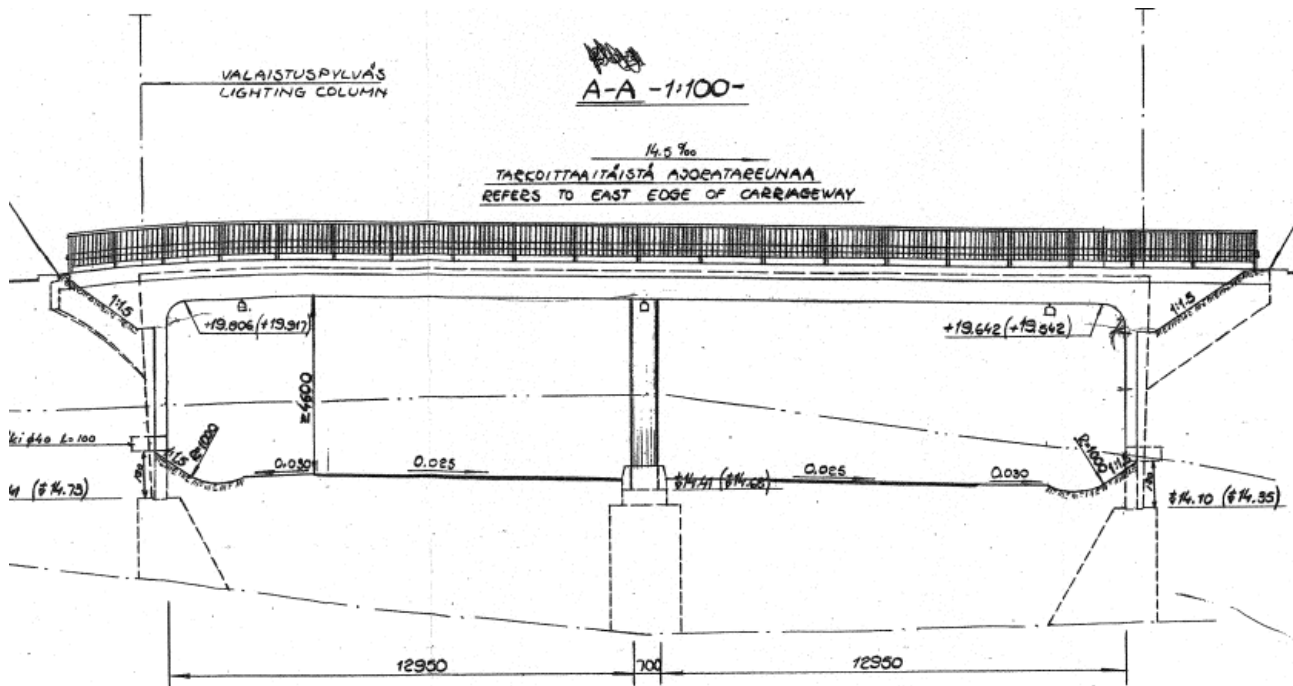 VALAISTUSPYLVÄS
LIGHTING COLUMN
A-A -1:100-
14.5 ‰
TARKOITTAA ITÄISTÄ AJORATAREUNAA
REFERS TO EAST EDGE OF CARRIAGEWAY
1:1.5
1:1.5
+19.806 (+19.917)
+19.642 (+19.542)
≥4600
ki ø40 L=100
1:1.5
R=1000
0.030
0.025
0.025
0.030
R=1000
1:1.5
(⌖14.73)
⌖14.41 (⌖14.65)
⌖14.10 (⌖14.35)
12950
700
12950